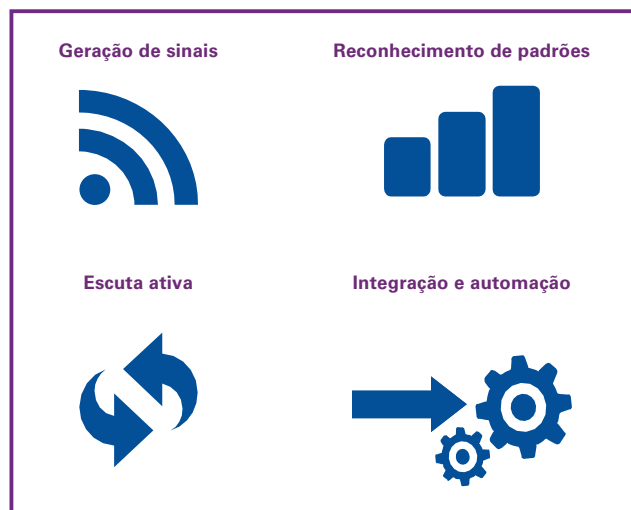 Geração de sinais
Reconhecimento de padrões
Escuta ativa
Integração e automação